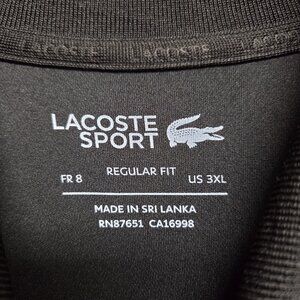 LACOSTE
LACOSTE
SPORT
REGULAR FIT
FR 8
US 3XL
MADE IN SRI LANKA
RN87651 CA16998